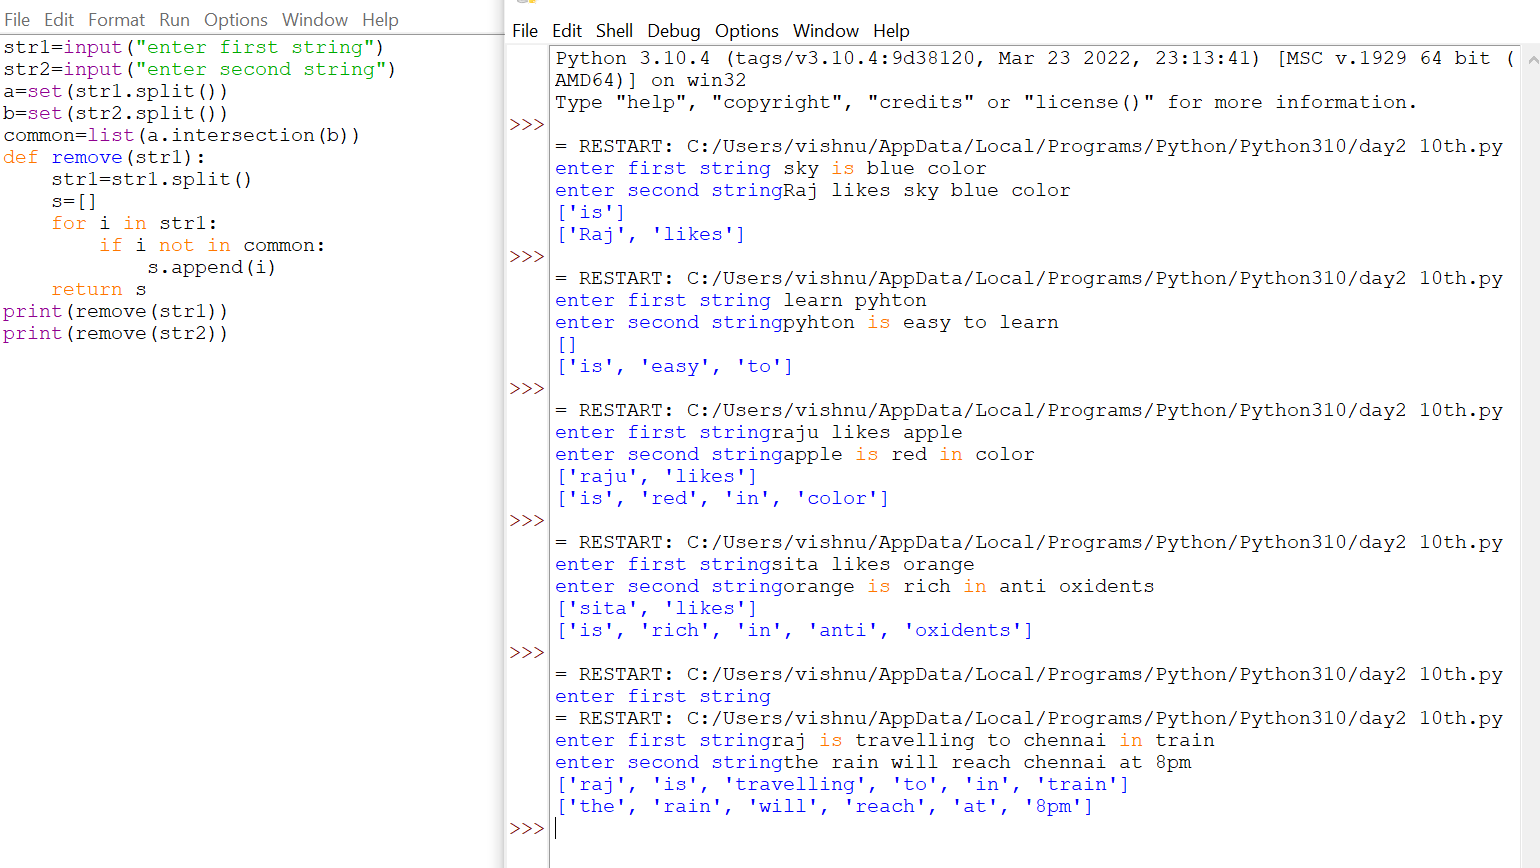 File Edit Format Run Options Window Help
str1=input("enter first string")
str2=input("enter second string")
a=set(str1.split())
b=set(str2.split())
common=list(a.intersection(b))
def remove(str1):
    str1=str1.split()
    s=[]
    for i in str1:
        if i not in common:
            s.append(i)
    return s
print(remove(str1))
print(remove(str2))
File Edit Shell Debug Options Window Help
Python 3.10.4 (tags/v3.10.4:9d38120, Mar 23 2022, 23:13:41) [MSC v.1929 64 bit (
AMD64)] on win32
Type "help", "copyright", "credits" or "license()" for more information.
>>>
= RESTART: C:/Users/vishnu/AppData/Local/Programs/Python/Python310/day2 10th.py
enter first string sky is blue color
enter second stringRaj likes sky blue color
['is']
['Raj', 'likes']
>>>
= RESTART: C:/Users/vishnu/AppData/Local/Programs/Python/Python310/day2 10th.py
enter first string learn pyhton
enter second stringpyhton is easy to learn
[]
['is', 'easy', 'to']
>>>
= RESTART: C:/Users/vishnu/AppData/Local/Programs/Python/Python310/day2 10th.py
enter first stringraju likes apple
enter second stringapple is red in color
['raju', 'likes']
['is', 'red', 'in', 'color']
>>>
= RESTART: C:/Users/vishnu/AppData/Local/Programs/Python/Python310/day2 10th.py
enter first stringsita likes orange
enter second stringorange is rich in anti oxidents
['sita', 'likes']
['is', 'rich', 'in', 'anti', 'oxidents']
>>>
= RESTART: C:/Users/vishnu/AppData/Local/Programs/Python/Python310/day2 10th.py
enter first string
= RESTART: C:/Users/vishnu/AppData/Local/Programs/Python/Python310/day2 10th.py
enter first stringraj is travelling to chennai in train
enter second stringthe rain will reach chennai at 8pm
['raj', 'is', 'travelling', 'to', 'in', 'train']
['the', 'rain', 'will', 'reach', 'at', '8pm']
>>>